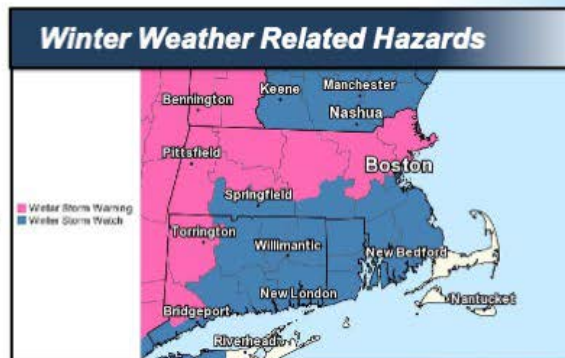 Winter Weather Related Hazards
Bennington
Keene
Manchester
Nashua
Pittsfield
Boston
Springfield
Winter Storm Warning
Winter Storm Watch
Torrington
Willimantic
New Bedford
New London
Nantucket
Bridgeport
Riverhead